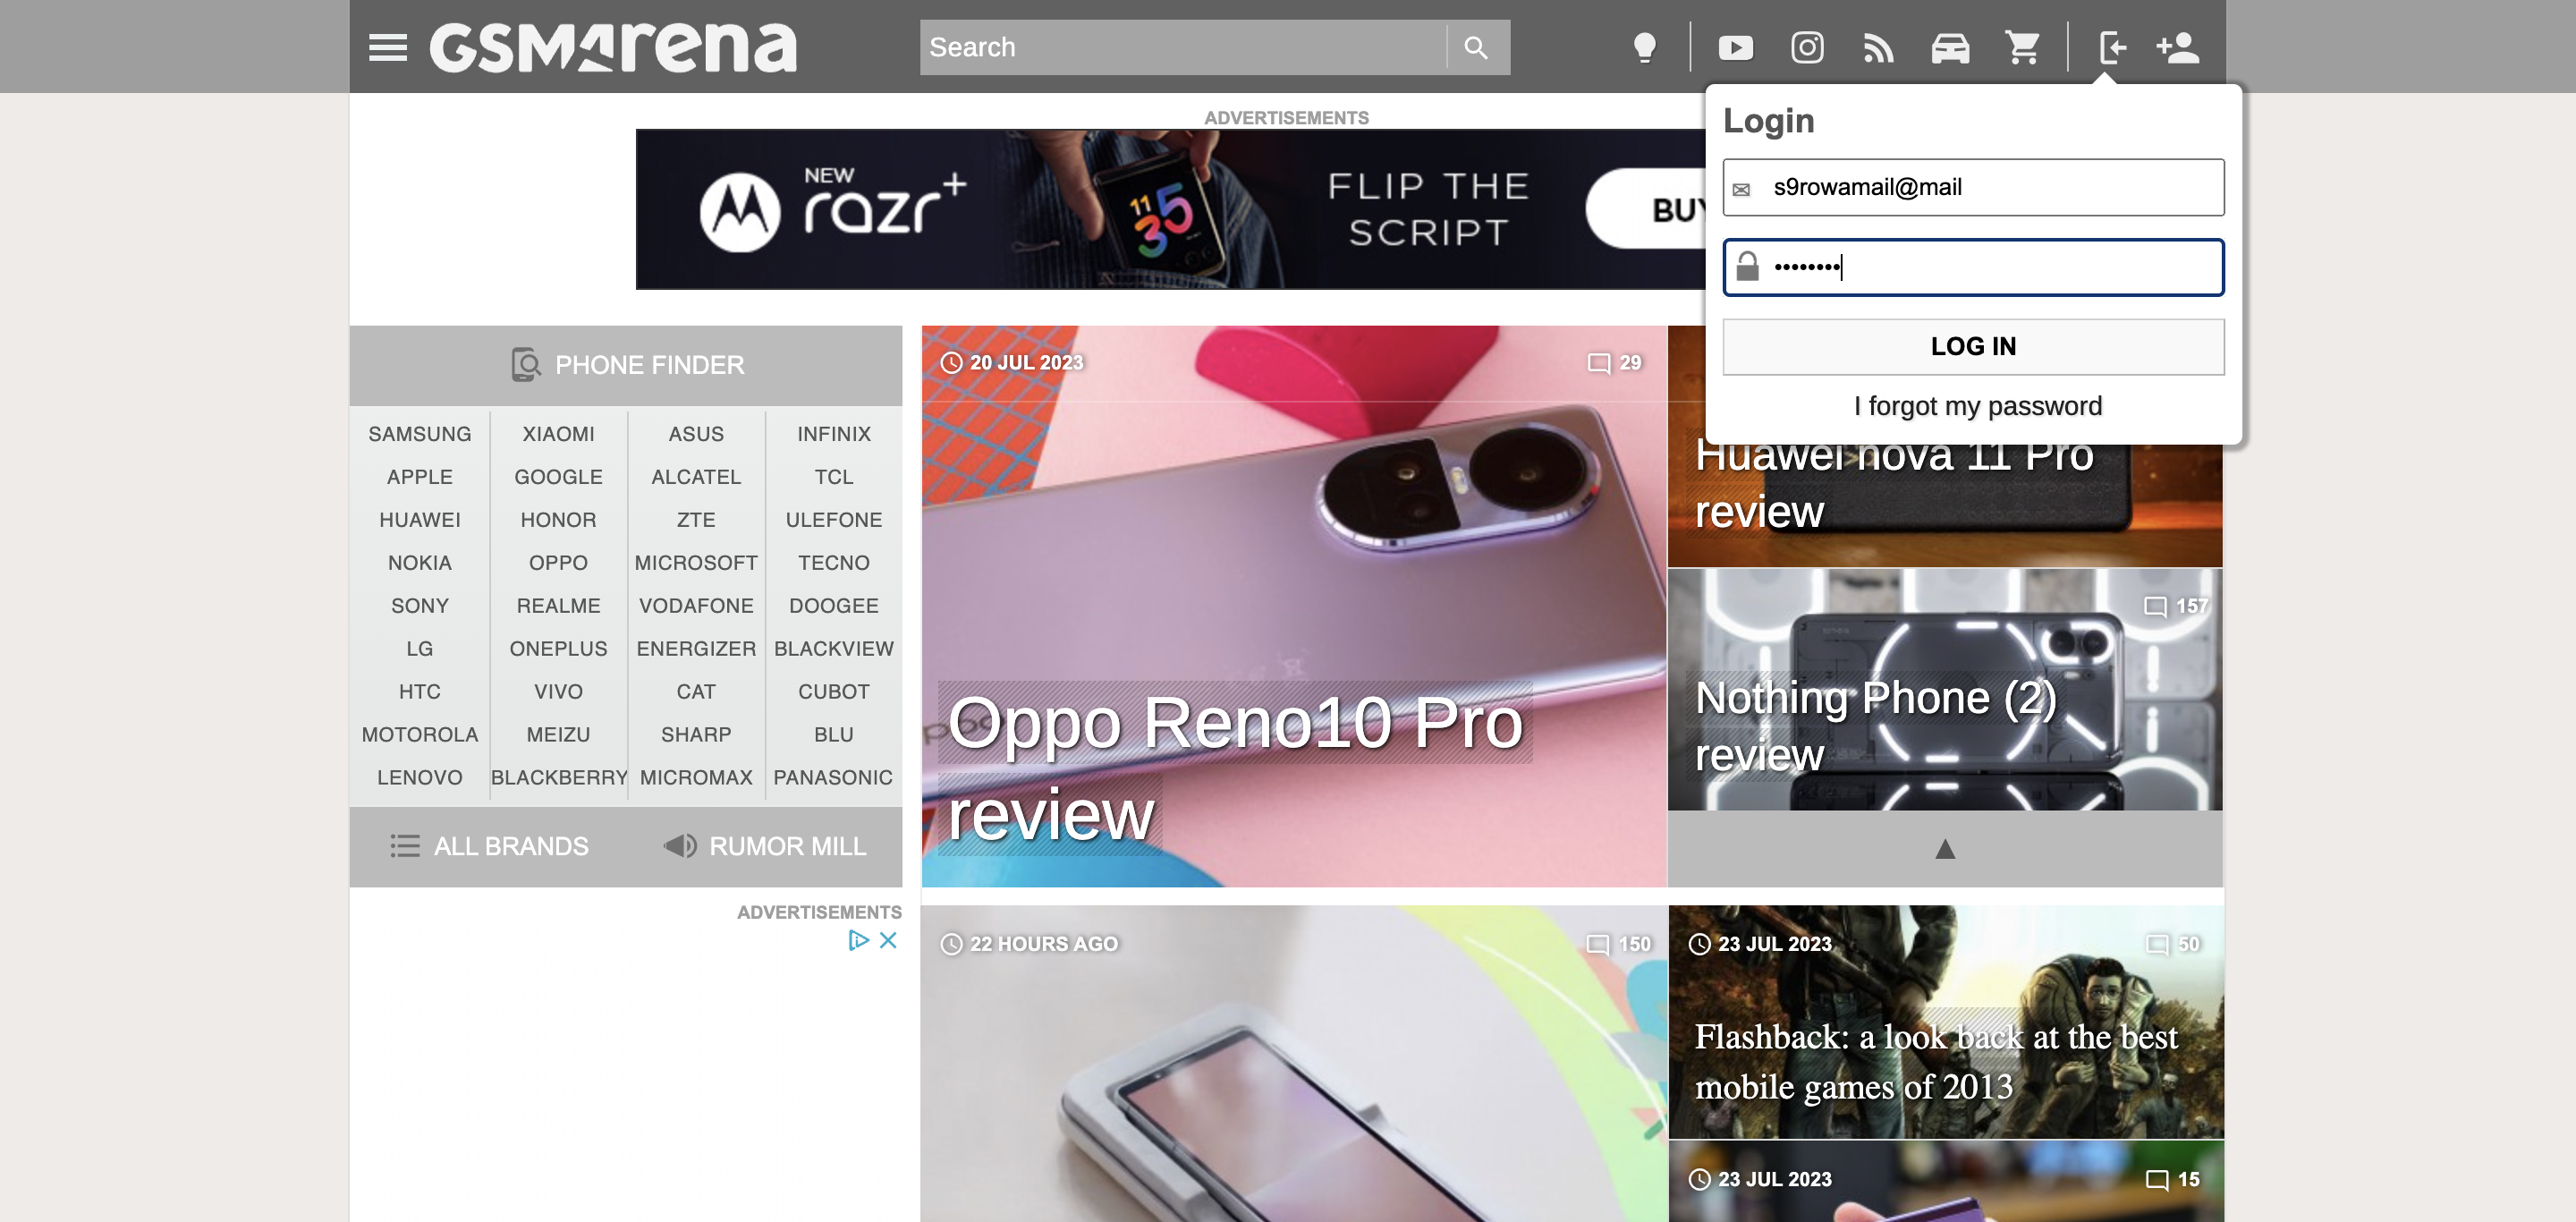 GSMArena
Search
Login
s9rowamail@mail
••••••••
LOG IN
I forgot my password
ADVERTISEMENTS
NEW
razr+
FLIP THE
SCRIPT
BUY
PHONE FINDER
SAMSUNG XIAOMI ASUS INFINIX
APPLE GOOGLE ALCATEL TCL
HUAWEI HONOR ZTE ULEFONE
NOKIA OPPO MICROSOFT TECNO
SONY REALME VODAFONE DOOGEE
LG ONEPLUS ENERGIZER BLACKVIEW
HTC VIVO CAT CUBOT
MOTOROLA MEIZU SHARP BLU
LENOVO BLACKBERRY MICROMAX PANASONIC
ALL BRANDS RUMOR MILL
ADVERTISEMENTS
20 JUL 2023 29
Oppo Reno10 Pro
review
Huawei nova 11 Pro
review
157
Nothing Phone (2)
review
22 HOURS AGO 150
23 JUL 2023 50
Flashback: a look back at the best
mobile games of 2013
23 JUL 2023 15